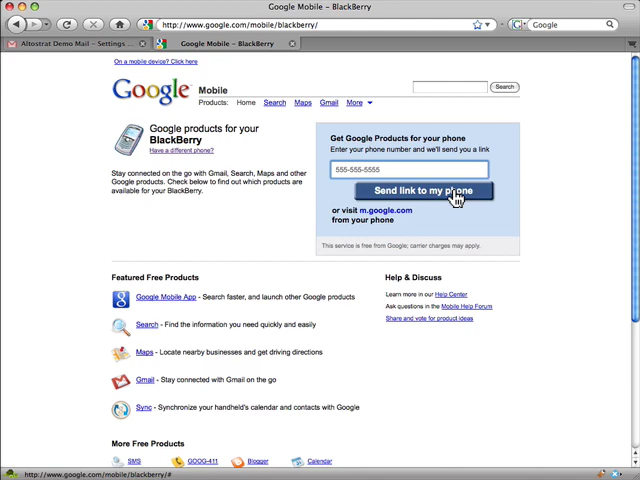 Google Mobile - BlackBerry
http://www.google.com/mobile/blackberry/
Google
Altostrat Demo Mail - Settings
Google Mobile - BlackBerry
On a mobile device? Click here
Google Mobile
Search
Products: Home Search Maps Gmail More
Google products for your
BlackBerry
Have a different phone?
Stay connected on the go with Gmail, Search, Maps and other
Google products. Check below to find out which products are
available for your BlackBerry.
Get Google Products for your phone
Enter your phone number and we'll send you a link
555-555-5555
Send link to my phone
or visit m.google.com
from your phone
This service is free from Google; carrier charges may apply.
Featured Free Products
Google Mobile App - Search faster, and launch other Google products
Search - Find the information you need quickly and easily
Maps - Locate nearby businesses and get driving directions
Gmail - Stay connected with Gmail on the go
Sync - Synchronize your handheld's calendar and contacts with Google
Help & Discuss
Learn more in our Help Center
Ask questions in the Mobile Help Forum
Share and vote for product ideas
More Free Products
SMS GOOG-411 Blogger Calendar
http://www.google.com/mobile/blackberry/#